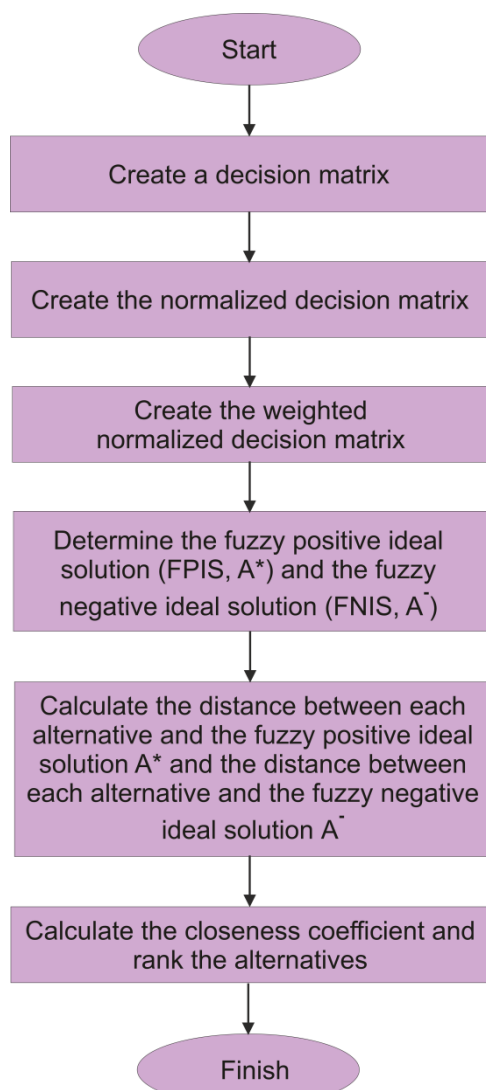 Start
Create a decision matrix
Create the normalized decision matrix
Create the weighted
normalized decision matrix
Determine the fuzzy positive ideal
solution (FPIS, A*) and the fuzzy
negative ideal solution (FNIS, A⁻)
Calculate the distance between each
alternative and the fuzzy positive ideal
solution A* and the distance between
each alternative and the fuzzy negative
ideal solution A⁻
Calculate the closeness coefficient and
rank the alternatives
Finish